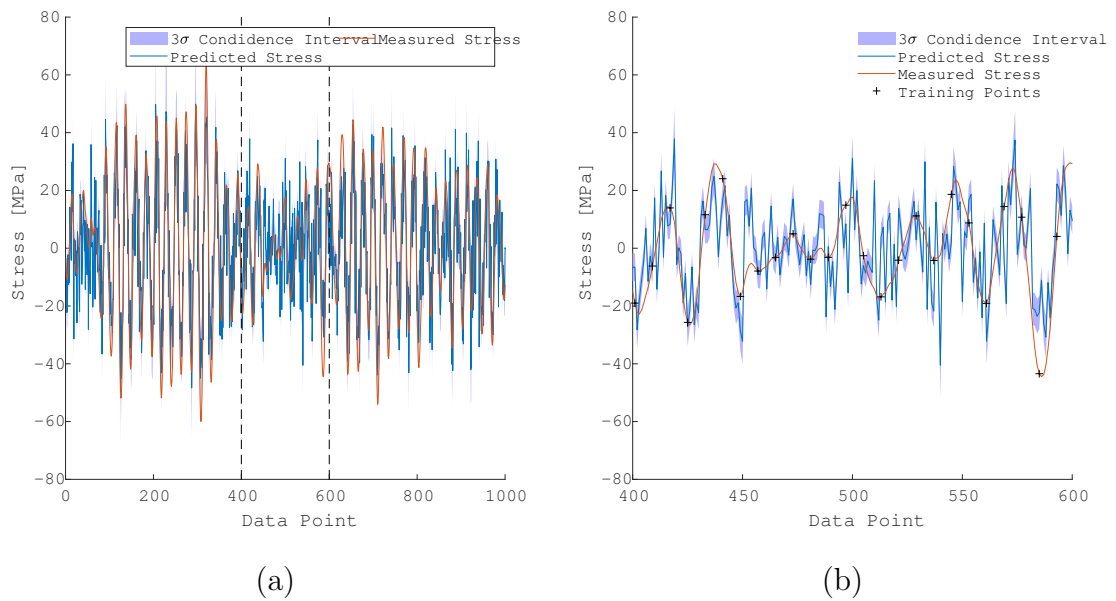 80
60
40
20
0
−20
−40
−60
−80
Stress [MPa]
3σ Condidence Interval Measured Stress
Predicted Stress
0 200 400 600 800 1000
Data Point
(a)
80
60
40
20
0
−20
−40
−60
−80
Stress [MPa]
3σ Condidence Interval
Predicted Stress
Measured Stress
Training Points
400 450 500 550 600
Data Point
(b)